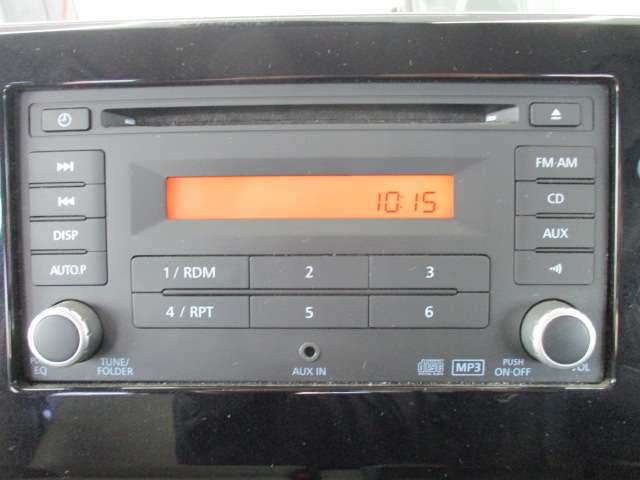 FM·AM
10:15
CD
DISP
AUX
AUTO.P
1 / RDM 2 3
4 / RPT 5 6
EQ
TUNE/
FOLDER
AUX IN
MP3
PUSH
ON·OFF